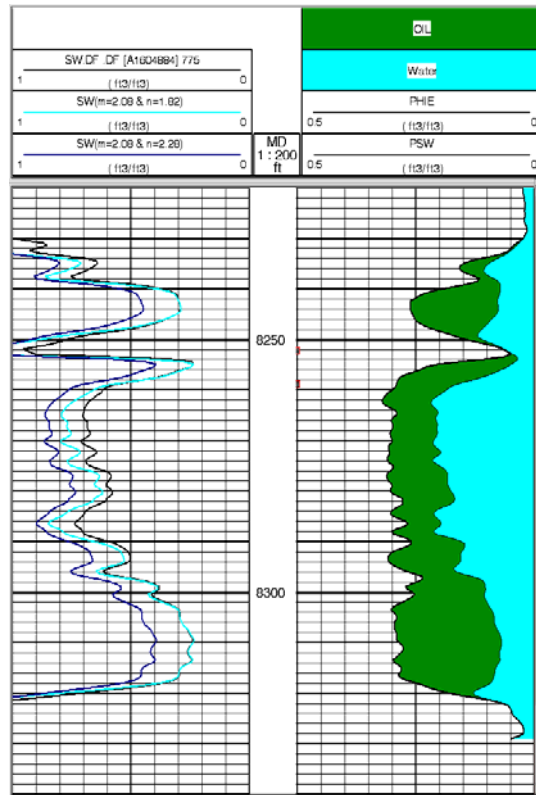 OIL
SW.DF .DF [A1604884] 775
1 (ft3/ft3) 0
Water
SW(m=2.08 & n=1.82)
1 (ft3/ft3) 0
PHIE
0.5 (ft3/ft3) 0
SW(m=2.08 & n=2.28)
1 (ft3/ft3) 0
MD
1 : 200
ft
PSW
0.5 (ft3/ft3) 0
8250
8300